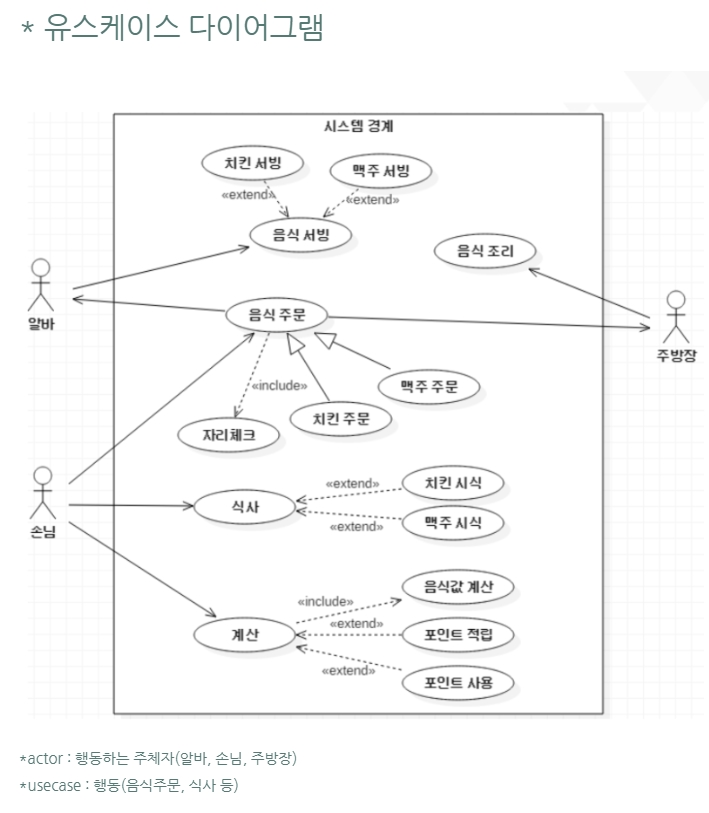 * 유스케이스 다이어그램
시스템 경계
치킨 서빙
맥주 서빙
«extend»
«extend»
음식 서빙
음식 조리
알바
음식 주문
주방장
«include»
맥주 주문
치킨 주문
자리체크
손님
식사
«extend»
치킨 시식
맥주 시식
«extend»
음식값 계산
«include»
계산
«extend»
포인트 적립
«extend»
포인트 사용
*actor : 행동하는 주체자(알바, 손님, 주방장)
*usecase : 행동(음식주문, 식사 등)